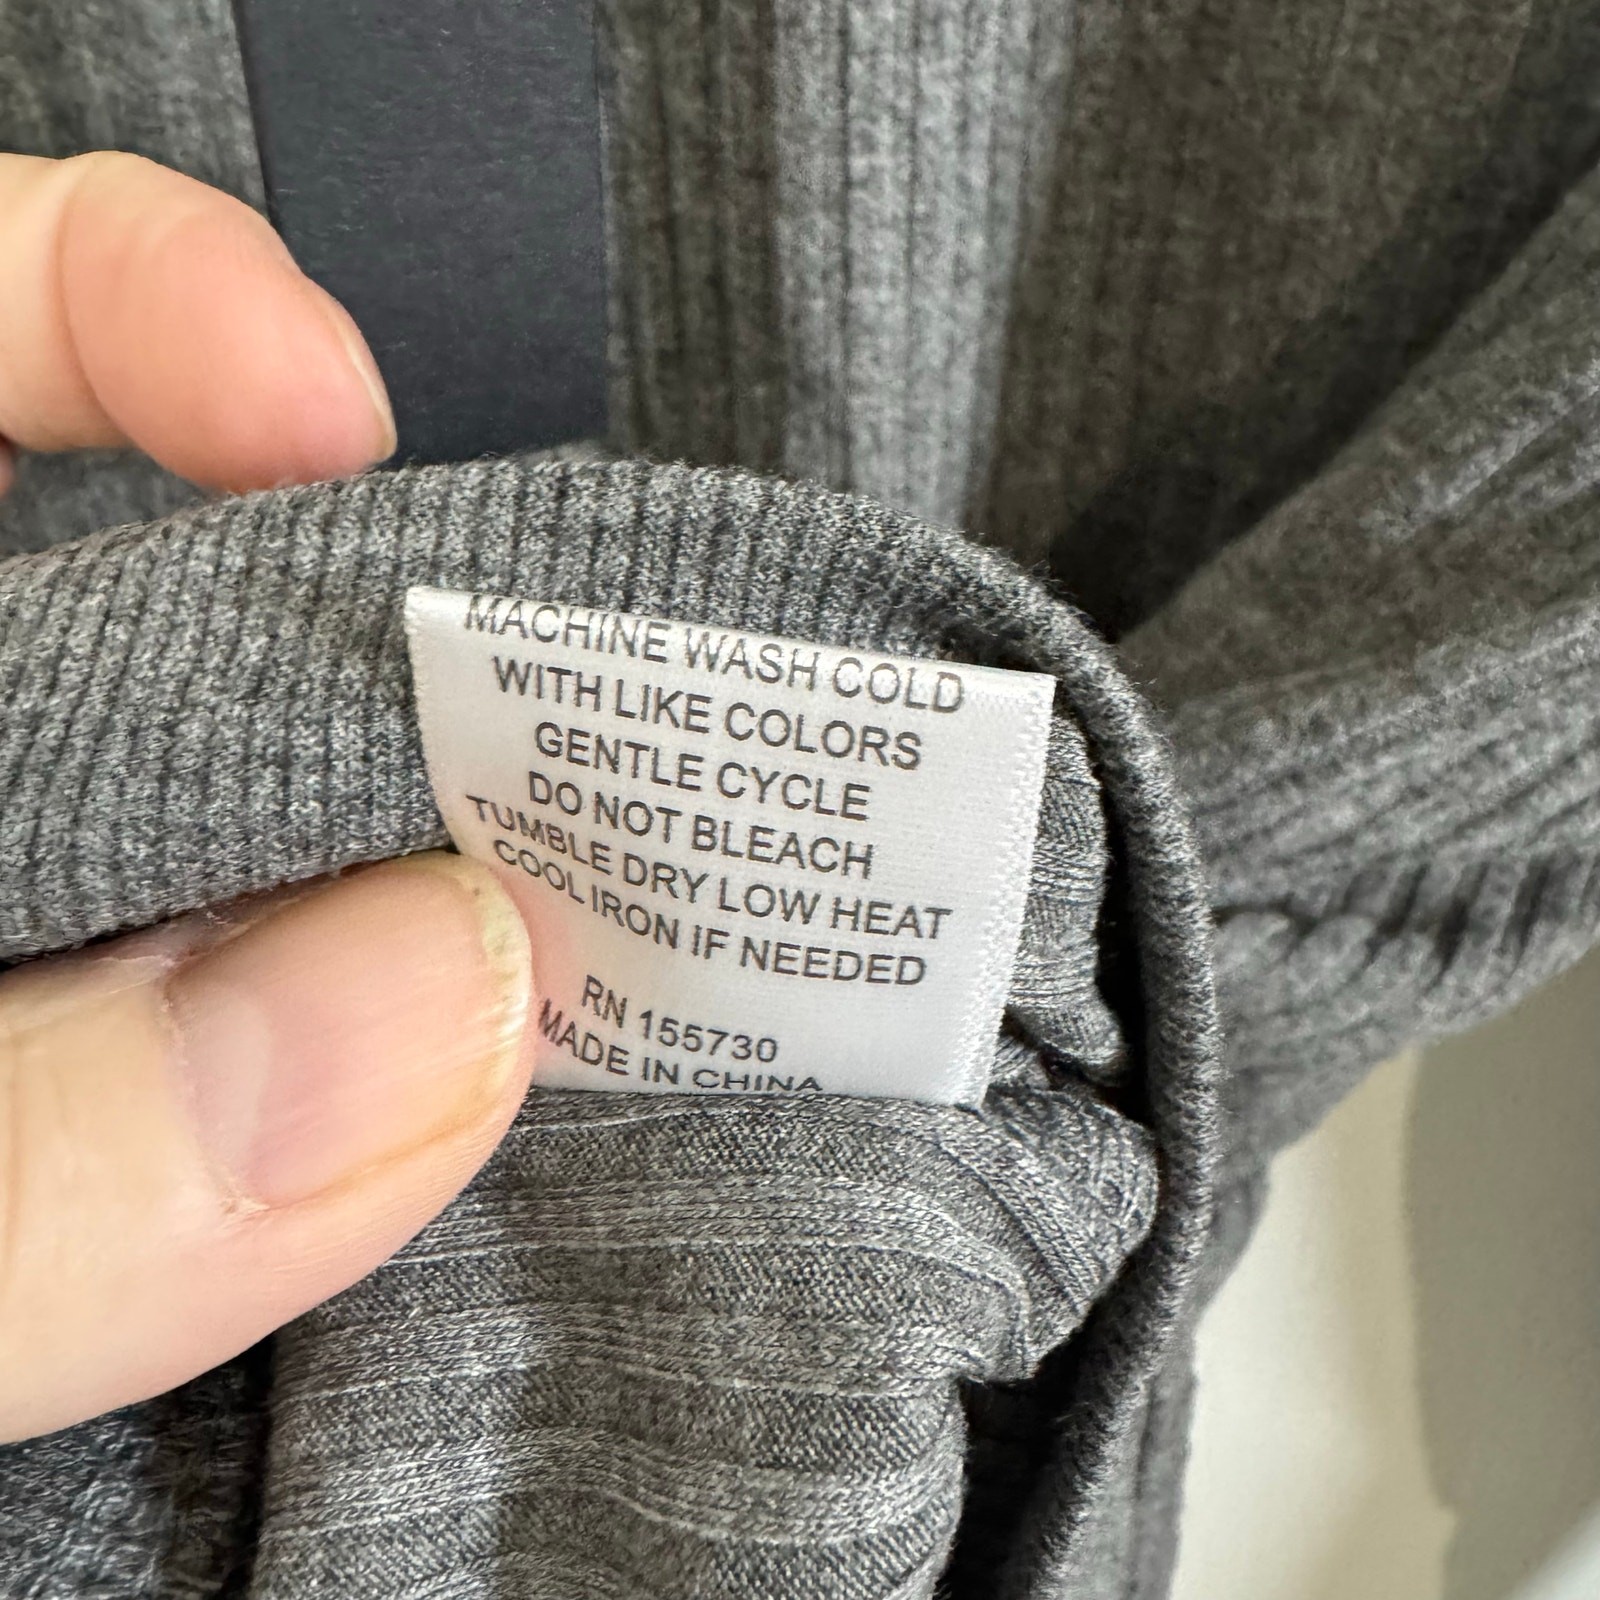 MACHINE WASH COLD
WITH LIKE COLORS
GENTLE CYCLE
DO NOT BLEACH
TUMBLE DRY LOW HEAT
COOL IRON IF NEEDED
RN 155730
MADE IN CHINA